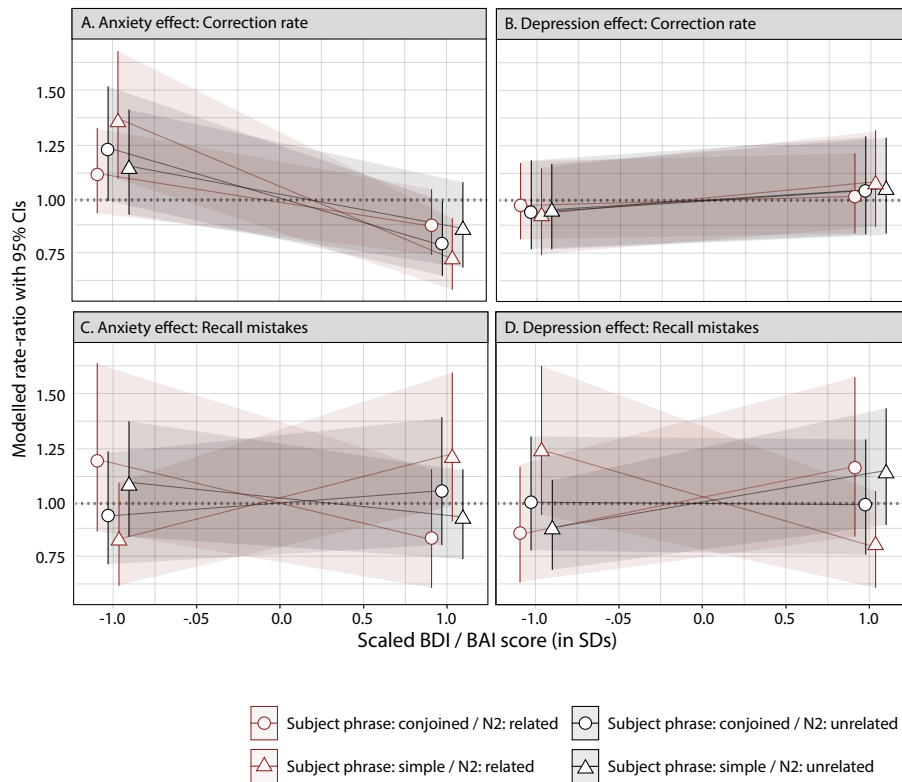 A. Anxiety effect: Correction rate
B. Depression effect: Correction rate
Modelled rate-ratio with 95% CIs
1.50
1.25
1.00
0.75
C. Anxiety effect: Recall mistakes
D. Depression effect: Recall mistakes
1.50
1.25
1.00
0.75
-1.0 -.05 0.0 0.5 1.0 -1.0 -.05 0.0 0.5 1.0
Scaled BDI / BAI score (in SDs)
Subject phrase: conjoined / N2: related
Subject phrase: conjoined / N2: unrelated
Subject phrase: simple / N2: related
Subject phrase: simple / N2: unrelated